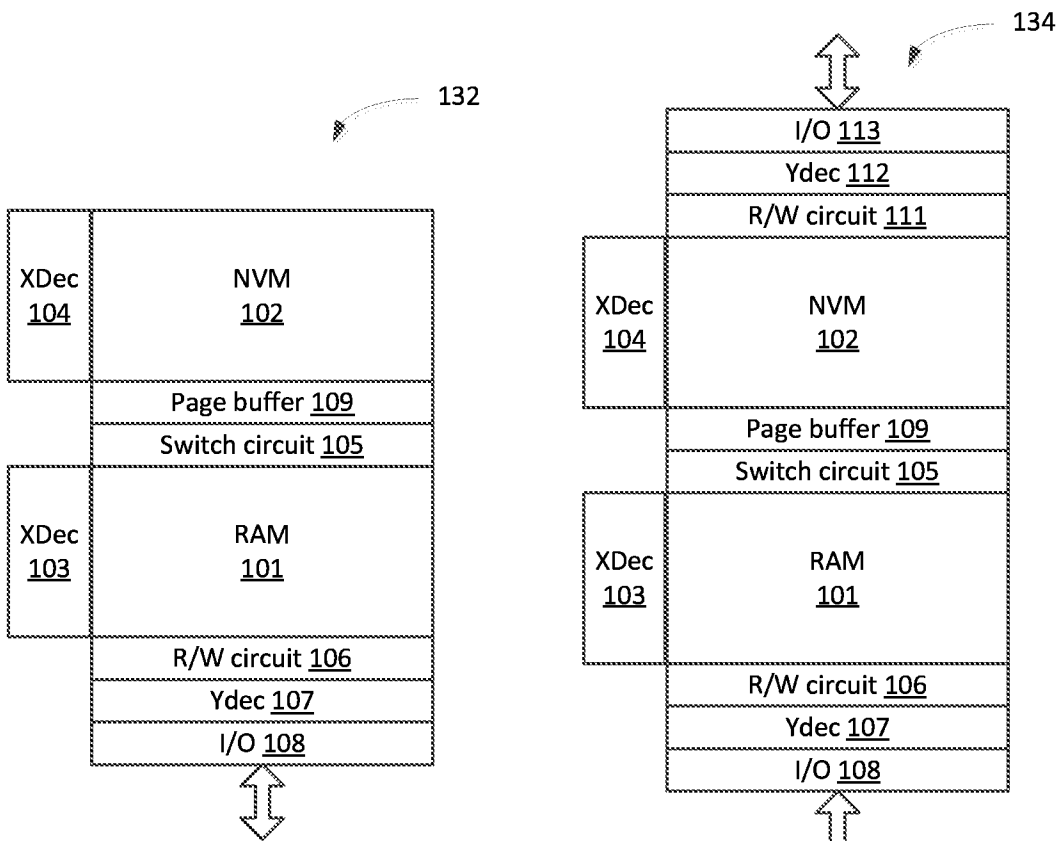 132
XDec
104
NVM
102
Page buffer 109
Switch circuit 105
XDec
103
RAM
101
R/W circuit 106
Ydec 107
I/O 108
134
I/O 113
Ydec 112
R/W circuit 111
XDec
104
NVM
102
Page buffer 109
Switch circuit 105
XDec
103
RAM
101
R/W circuit 106
Ydec 107
I/O 108